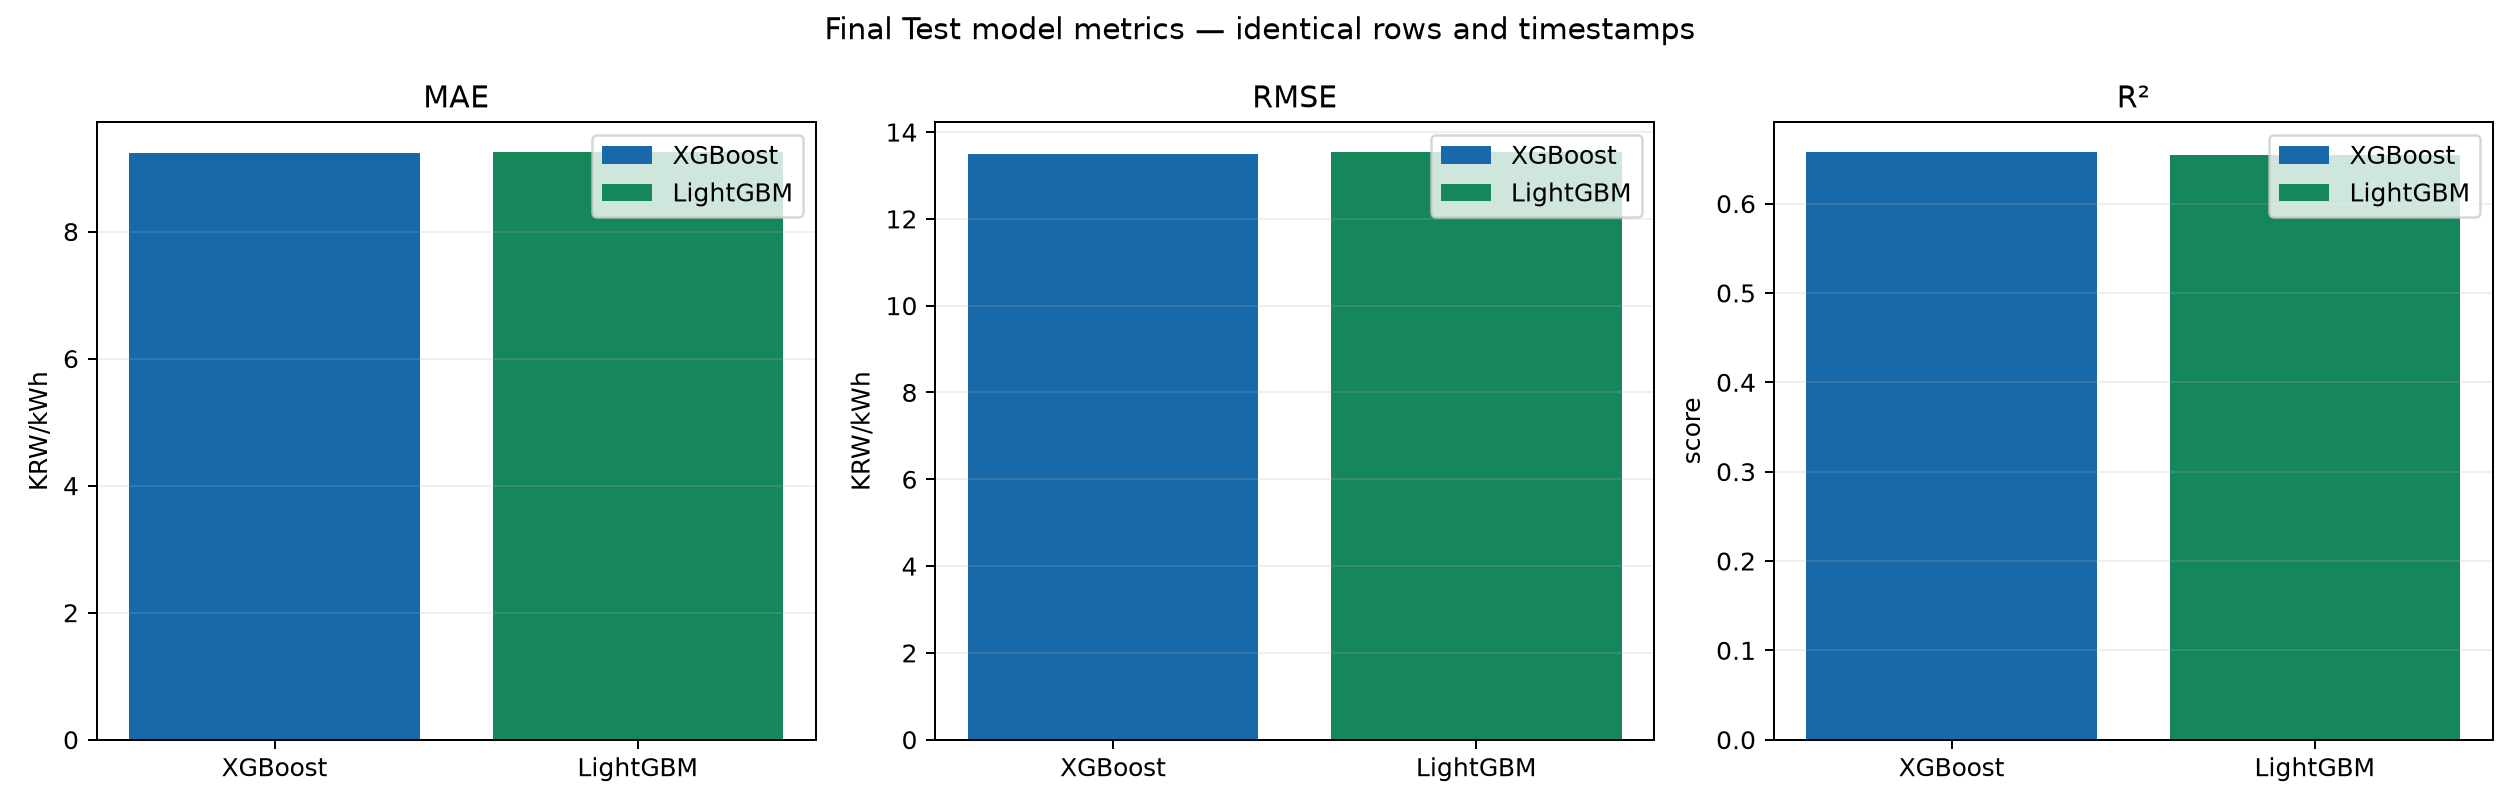 Final Test model metrics — identical rows and timestamps
MAE
KRW/kWh
8
6
4
2
0
XGBoost
LightGBM
XGBoost
LightGBM
RMSE
KRW/kWh
14
12
10
8
6
4
2
0
XGBoost
LightGBM
XGBoost
LightGBM
R²
score
0.6
0.5
0.4
0.3
0.2
0.1
0.0
XGBoost
LightGBM
XGBoost
LightGBM